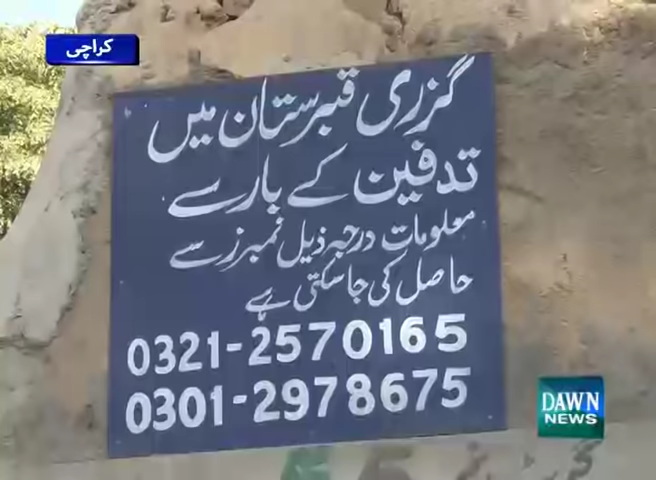 کراچی
گزری قبرستان میں
تدفین کے بارے
معلومات درجہ ذیل نمبرز سے
حاصل کی جاسکتی ہے
0321-2570165
0301-2978675
DAWN
NEWS